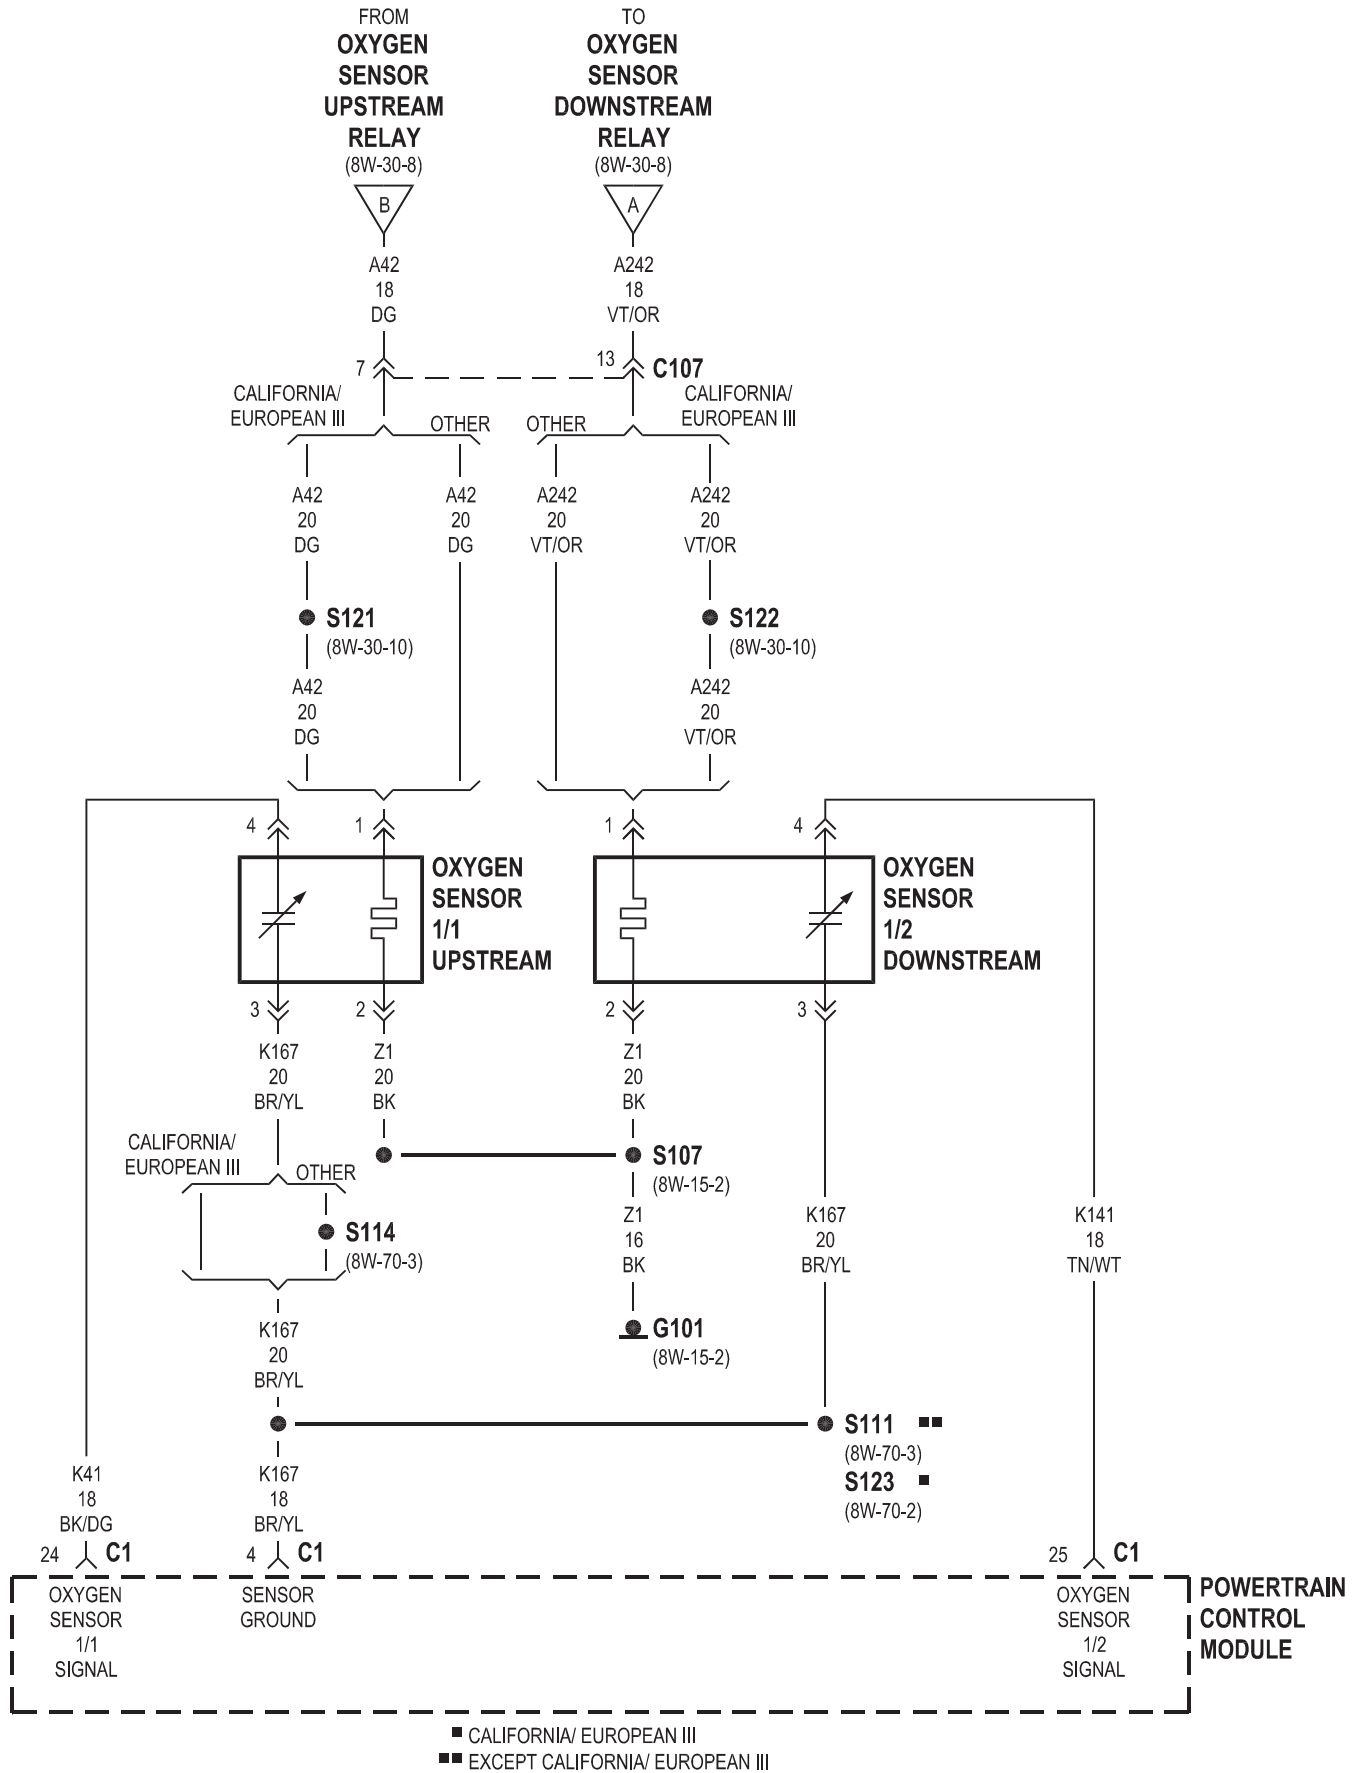 FROM
OXYGEN
SENSOR
UPSTREAM
RELAY
(8W-30-8)
B
TO
OXYGEN
SENSOR
DOWNSTREAM
RELAY
(8W-30-8)
A
A42
18
DG
A242
18
VT/OR
7
13
C107
CALIFORNIA/
EUROPEAN III
OTHER
OTHER
CALIFORNIA/
EUROPEAN III
A42
20
DG
A42
20
DG
A242
20
VT/OR
A242
20
VT/OR
S121
(8W-30-10)
S122
(8W-30-10)
A42
20
DG
A242
20
VT/OR
4
1
1
4
OXYGEN
SENSOR
1/1
UPSTREAM
OXYGEN
SENSOR
1/2
DOWNSTREAM
3
2
2
3
K167
20
BR/YL
Z1
20
BK
Z1
20
BK
CALIFORNIA/
EUROPEAN III
OTHER
S107
(8W-15-2)
S114
(8W-70-3)
Z1
16
BK
K167
20
BR/YL
K141
18
TN/WT
G101
(8W-15-2)
K167
20
BR/YL
S111 ■■
(8W-70-3)
S123 ■
(8W-70-2)
K41
18
BK/DG
K167
18
BR/YL
24
C1
4
C1
25
C1
OXYGEN
SENSOR
1/1
SIGNAL
SENSOR
GROUND
OXYGEN
SENSOR
1/2
SIGNAL
POWERTRAIN
CONTROL
MODULE
■ CALIFORNIA/ EUROPEAN III
■■ EXCEPT CALIFORNIA/ EUROPEAN III